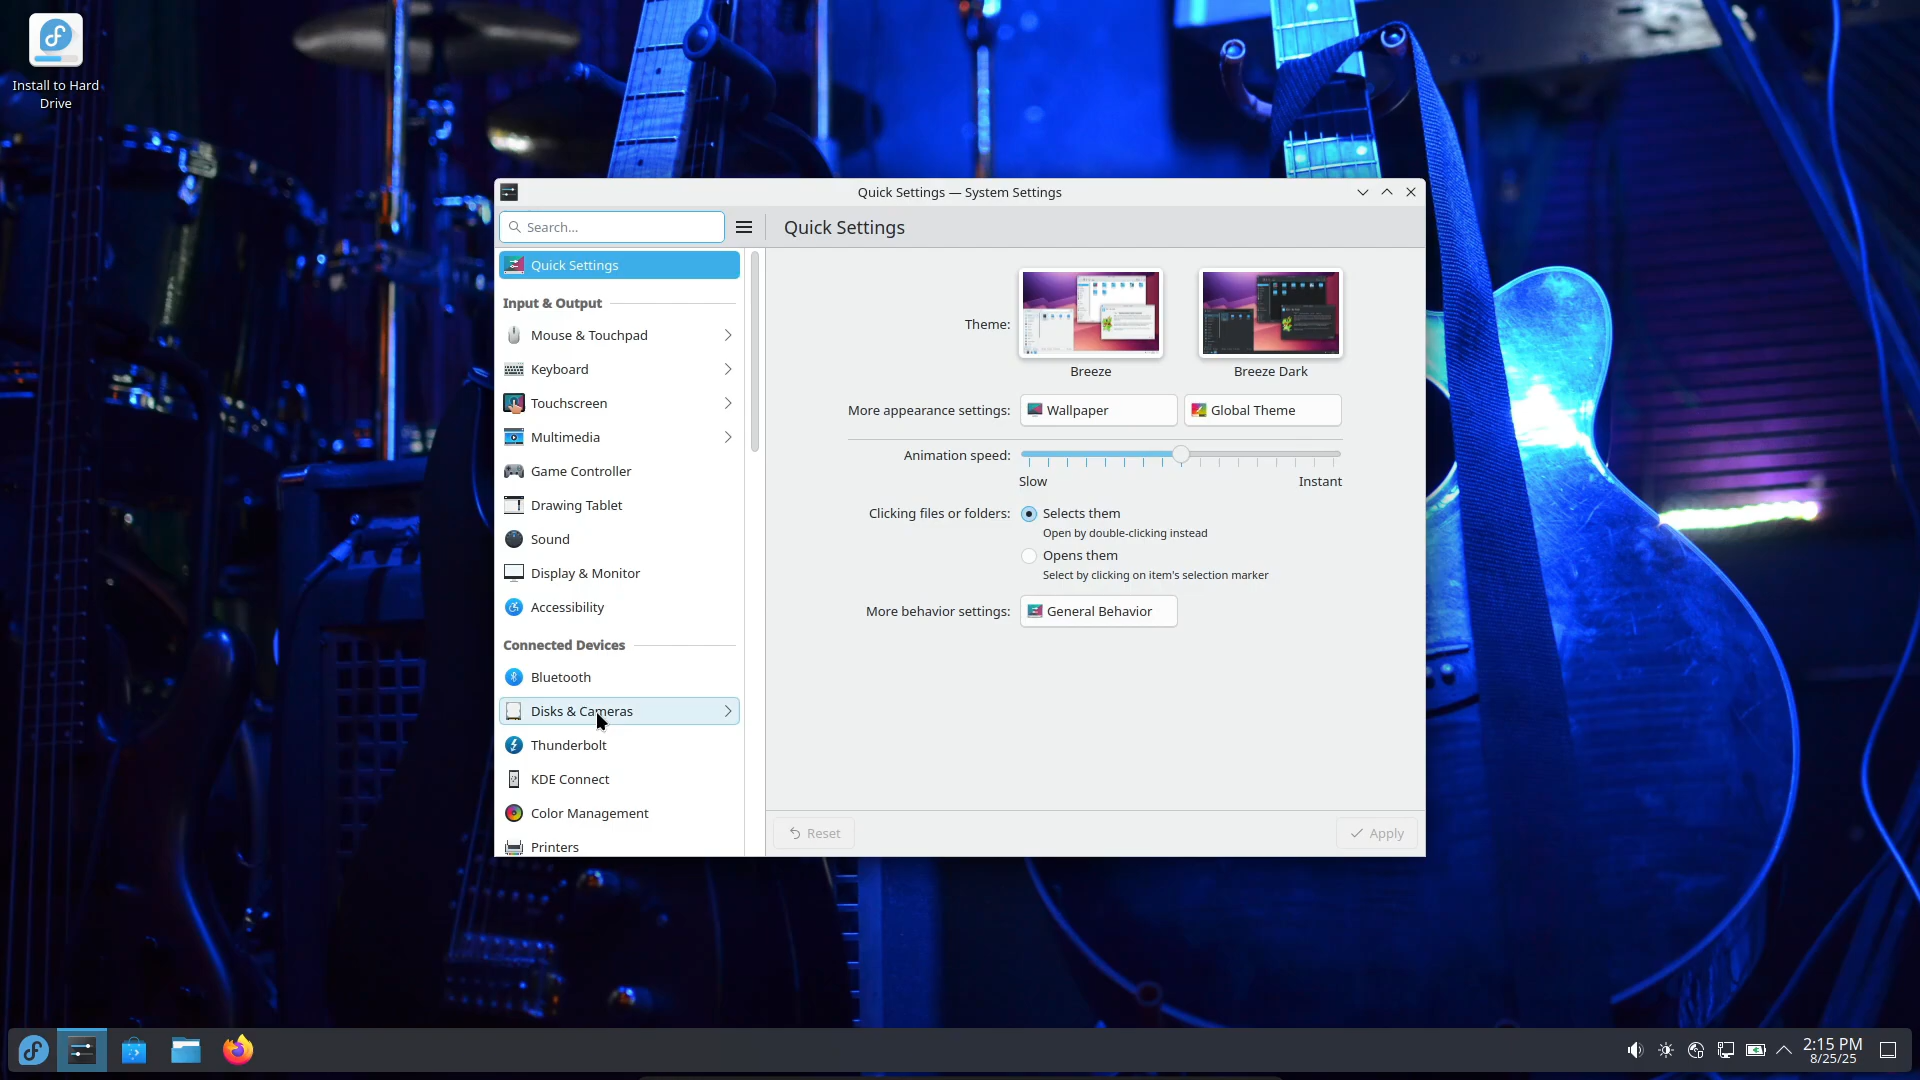 Install to Hard
Drive
Quick Settings — System Settings
Search...
Quick Settings
Quick Settings
Input & Output
Mouse & Touchpad
Keyboard
Touchscreen
Multimedia
Game Controller
Drawing Tablet
Sound
Display & Monitor
Accessibility
Connected Devices
Bluetooth
Disks & Cameras
Thunderbolt
KDE Connect
Color Management
Printers
Theme:
Breeze
Breeze Dark
More appearance settings:
Wallpaper
Global Theme
Animation speed:
Slow
Instant
Clicking files or folders:
Selects them
Open by double-clicking instead
Opens them
Select by clicking on item's selection marker
More behavior settings:
General Behavior
Reset
Apply
2:15 PM
8/25/25